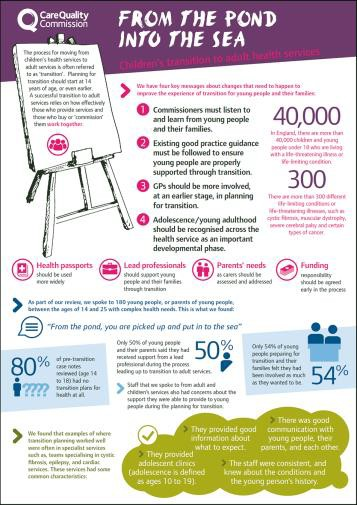 CareQuality
Commission
FROM THE POND
INTO THE SEA
Children's transition to adult health services
The process for moving from
children's health services to
adult services is often referred
to as 'transition'. Planning for
transition should start at 14
years of age, or even earlier.
A successful transition to adult
services relies on how effectively
those who provide services and
those who buy or 'commission'
them work together.
We have four key messages about changes that need to happen to
improve the experience of transition for young people and their families:
1 Commissioners must listen to
and learn from young people
and their families.
2 Existing good practice guidance
must be followed to ensure
young people are properly
supported through transition.
3 GPs should be more involved,
at an earlier stage, in planning
for transition.
4 Adolescence/young adulthood
should be recognised across the
health service as an important
developmental phase.
40,000
In England, there are more than
40,000 children and young
people under 18 who are living
with a life-threatening illness or
life-limiting condition.
300
There are more than 300 different
life-limiting conditions or
life-threatening illnesses, such as
cystic fibrosis, muscular dystrophy,
severe cerebral palsy and certain
types of cancer.
Health passports
should be used
more widely
Lead professionals
should support young
people and their families
through transition
Parents' needs
as carers should be
assessed and addressed
Funding
responsibility
should be agreed
early in the process
As part of our review, we spoke to 180 young people, or parents of young people,
between the ages of 14 and 25 with complex health needs. This is what we found:
"From the pond, you are picked up and put in to the sea"
80%
of pre-transition
case notes
reviewed (age 14
to 18) had no
transition plans for
health at all.
Only 50% of young people
and their parents said they had
received support from a lead
professional during the process
leading up to transition to adult services.
50%
Staff that we spoke to from adult and
children's services also had concerns about the
support they were able to provide to young
people during the planning for transition.
Only 54% of young
people preparing for
transition and their
families felt they had
been involved as much
as they wanted to be.
54%
We found examples of where
transition planning worked well
were often in specialist services
such as, teams specialising in cystic
fibrosis, epilepsy, and cardiac
services. These services had some
common characteristics:
They provided good
information about
what to expect.
There was good
communication with
young people, their
parents, and each other.
They provided
adolescent clinics
(adolescence is defined
as ages 10 to 19).
The staff were consistent, and
knew about the conditions and
the young person's history.